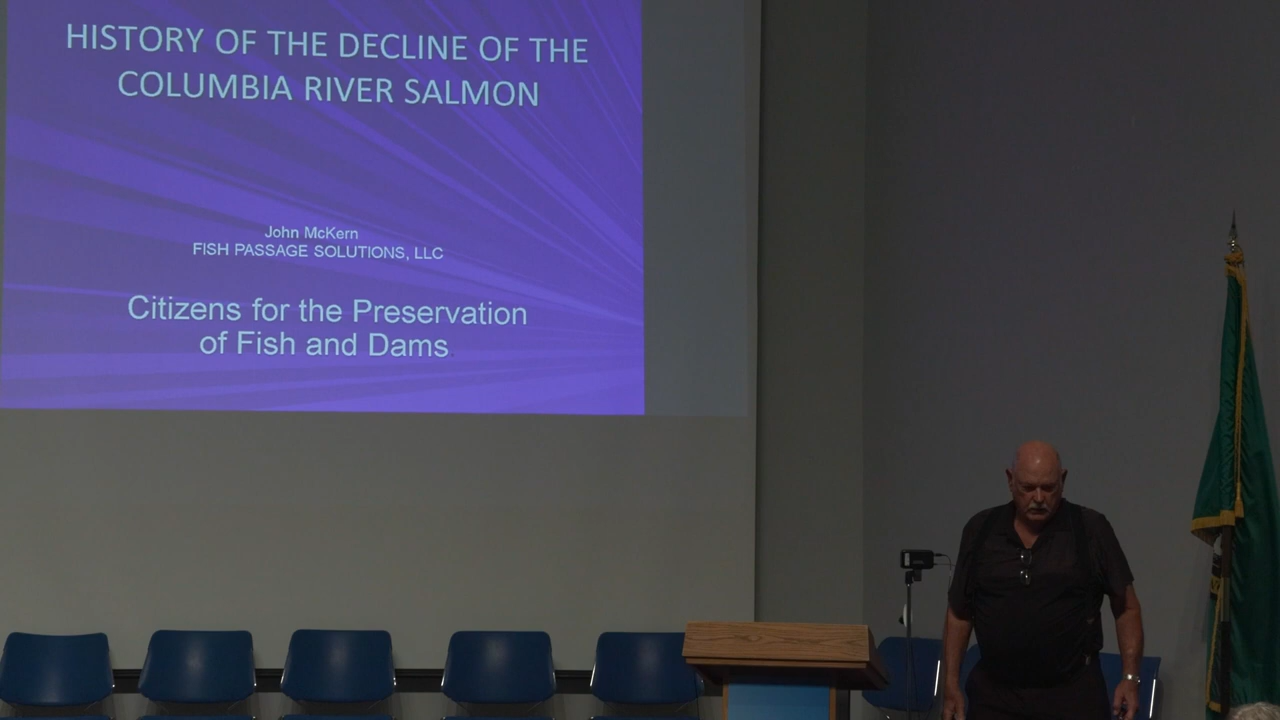 HISTORY OF THE DECLINE OF THE
COLUMBIA RIVER SALMON
John McKern
FISH PASSAGE SOLUTIONS, LLC
Citizens for the Preservation
of Fish and Dams.